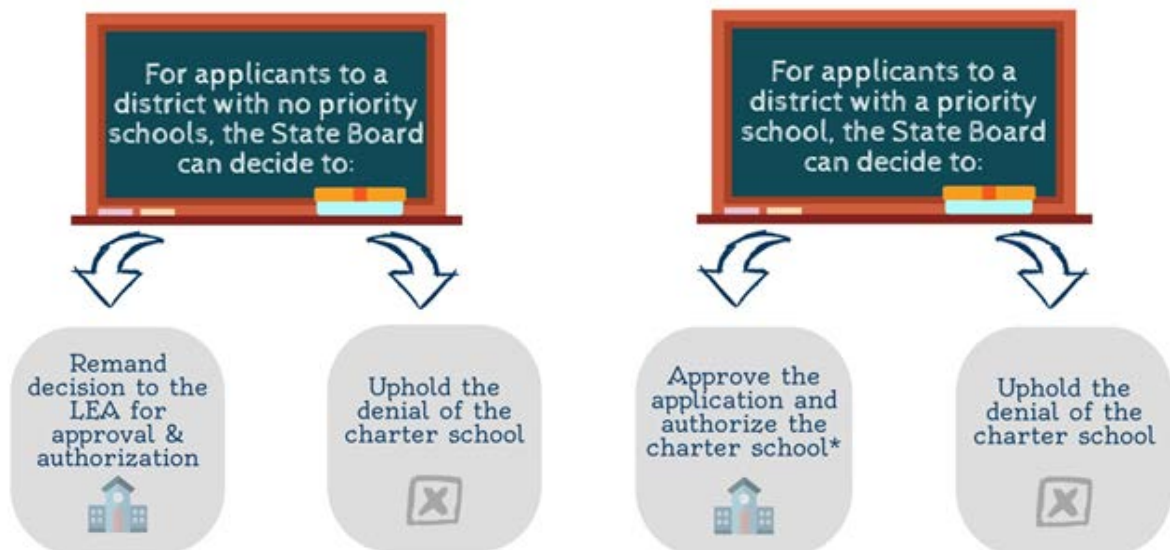 For applicants to a
district with no priority
schools, the State Board
can decide to:
Remand
decision to the
LEA for
approval &
authorization
Uphold the
denial of the
charter school
For applicants to a
district with a priority
school, the State Board
can decide to:
Approve the
application and
authorize the
charter school*
Uphold the
denial of the
charter school